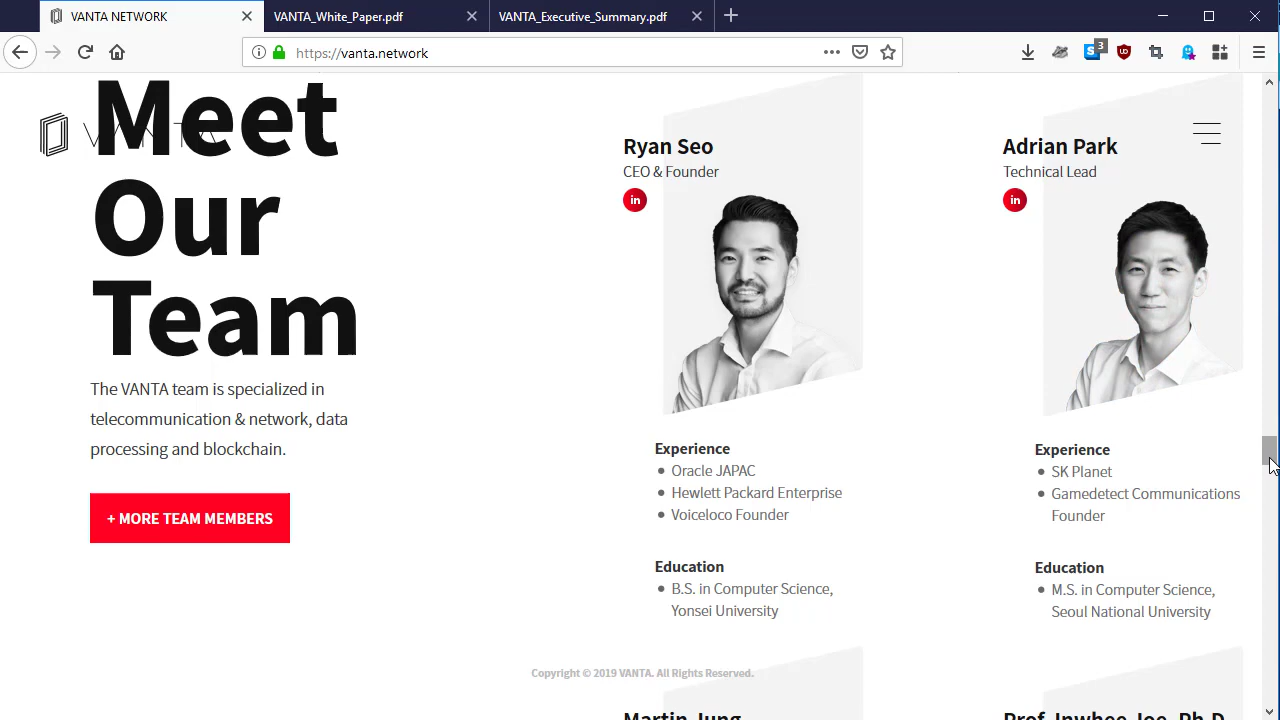 VANTA NETWORK
VANTA_White_Paper.pdf
VANTA_Executive_Summary.pdf
https://vanta.network
3
VANTA
Meet
Our
Team
The VANTA team is specialized in
telecommunication & network, data
processing and blockchain.
+ MORE TEAM MEMBERS
Ryan Seo
CEO & Founder
in
Experience
• Oracle JAPAC
• Hewlett Packard Enterprise
• Voiceloco Founder
Education
• B.S. in Computer Science,
Yonsei University
Adrian Park
Technical Lead
in
Experience
• SK Planet
• Gamedetect Communications
Founder
Education
• M.S. in Computer Science,
Seoul National University
Copyright © 2019 VANTA. All Rights Reserved.
Martin Jung
Prof. Inwhee Joe, Ph.D